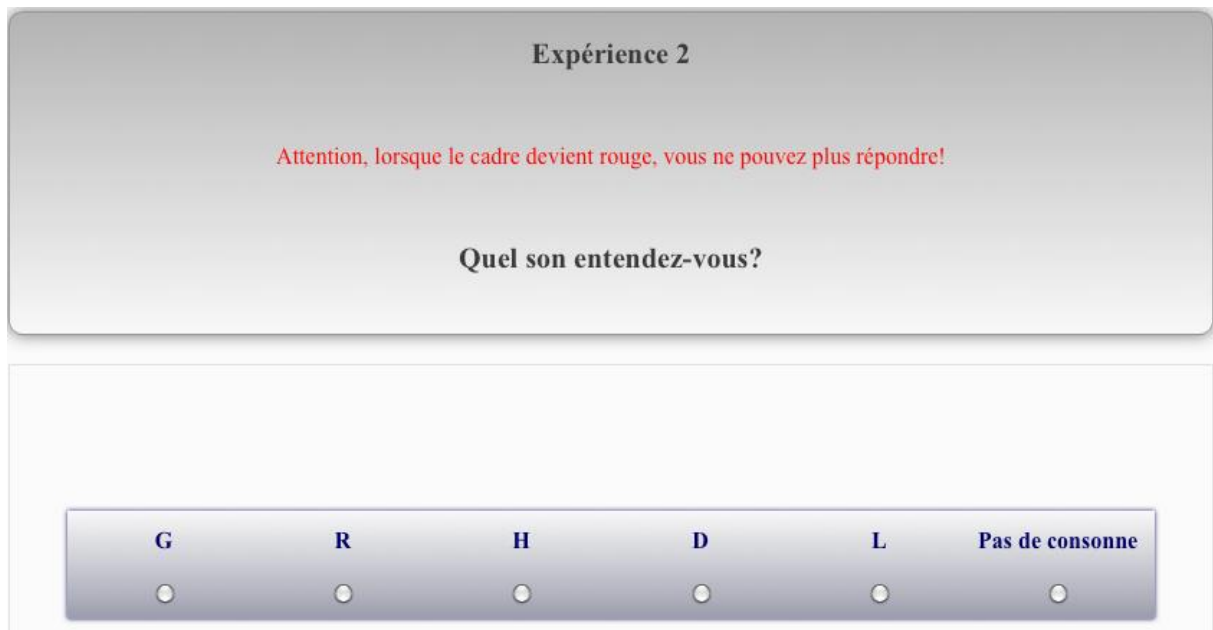 Expérience 2
Attention, lorsque le cadre devient rouge, vous ne pouvez plus répondre!
Quel son entendez-vous?
G R H D L Pas de consonne